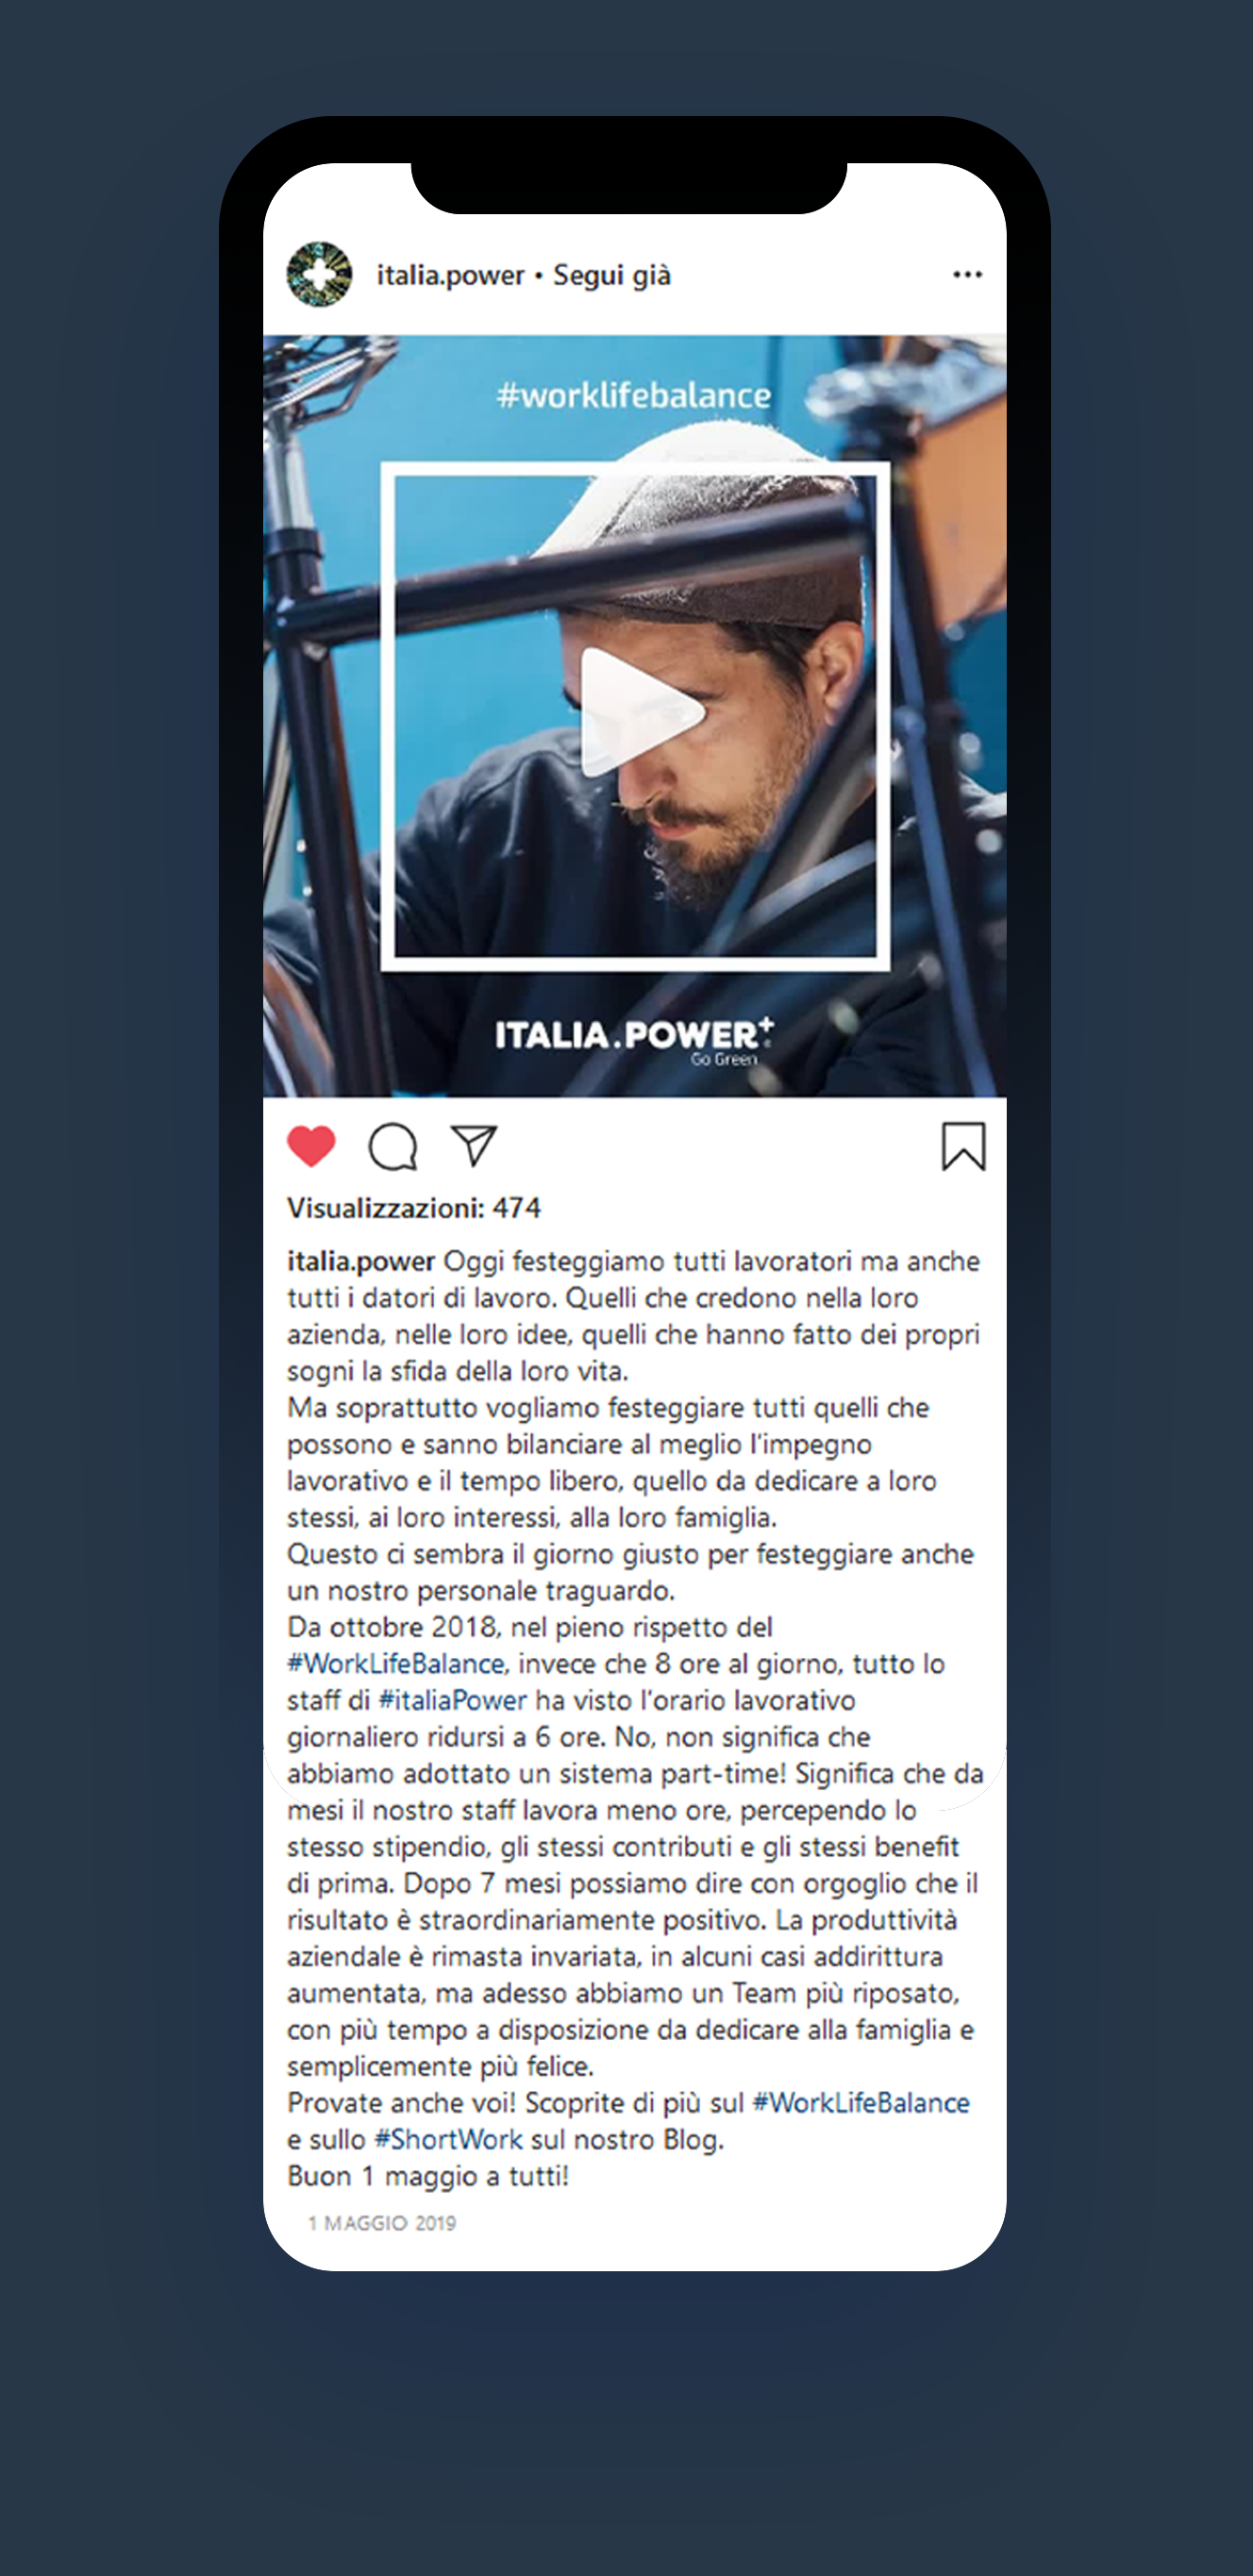 italia.power • Segui già
#worklifebalance
ITALIA.POWER+
Go Green
Visualizzazioni: 474
italia.power Oggi festeggiamo tutti lavoratori ma anche
tutti i datori di lavoro. Quelli che credono nella loro
azienda, nelle loro idee, quelli che hanno fatto dei propri
sogni la sfida della loro vita.
Ma soprattutto vogliamo festeggiare tutti quelli che
possono e sanno bilanciare al meglio l'impegno
lavorativo e il tempo libero, quello da dedicare a loro
stessi, ai loro interessi, alla loro famiglia.
Questo ci sembra il giorno giusto per festeggiare anche
un nostro personale traguardo.
Da ottobre 2018, nel pieno rispetto del
#WorkLifeBalance, invece che 8 ore al giorno, tutto lo
staff di #italiaPower ha visto l'orario lavorativo
giornaliero ridursi a 6 ore. No, non significa che
abbiamo adottato un sistema part-time! Significa che da
mesi il nostro staff lavora meno ore, percependo lo
stesso stipendio, gli stessi contributi e gli stessi benefit
di prima. Dopo 7 mesi possiamo dire con orgoglio che il
risultato è straordinariamente positivo. La produttività
aziendale è rimasta invariata, in alcuni casi addirittura
aumentata, ma adesso abbiamo un Team più riposato,
con più tempo a disposizione da dedicare alla famiglia e
semplicemente più felice.
Provate anche voi! Scoprite di più sul #WorkLifeBalance
e sullo #ShortWork sul nostro Blog.
Buon 1 maggio a tutti!
1 MAGGIO 2019